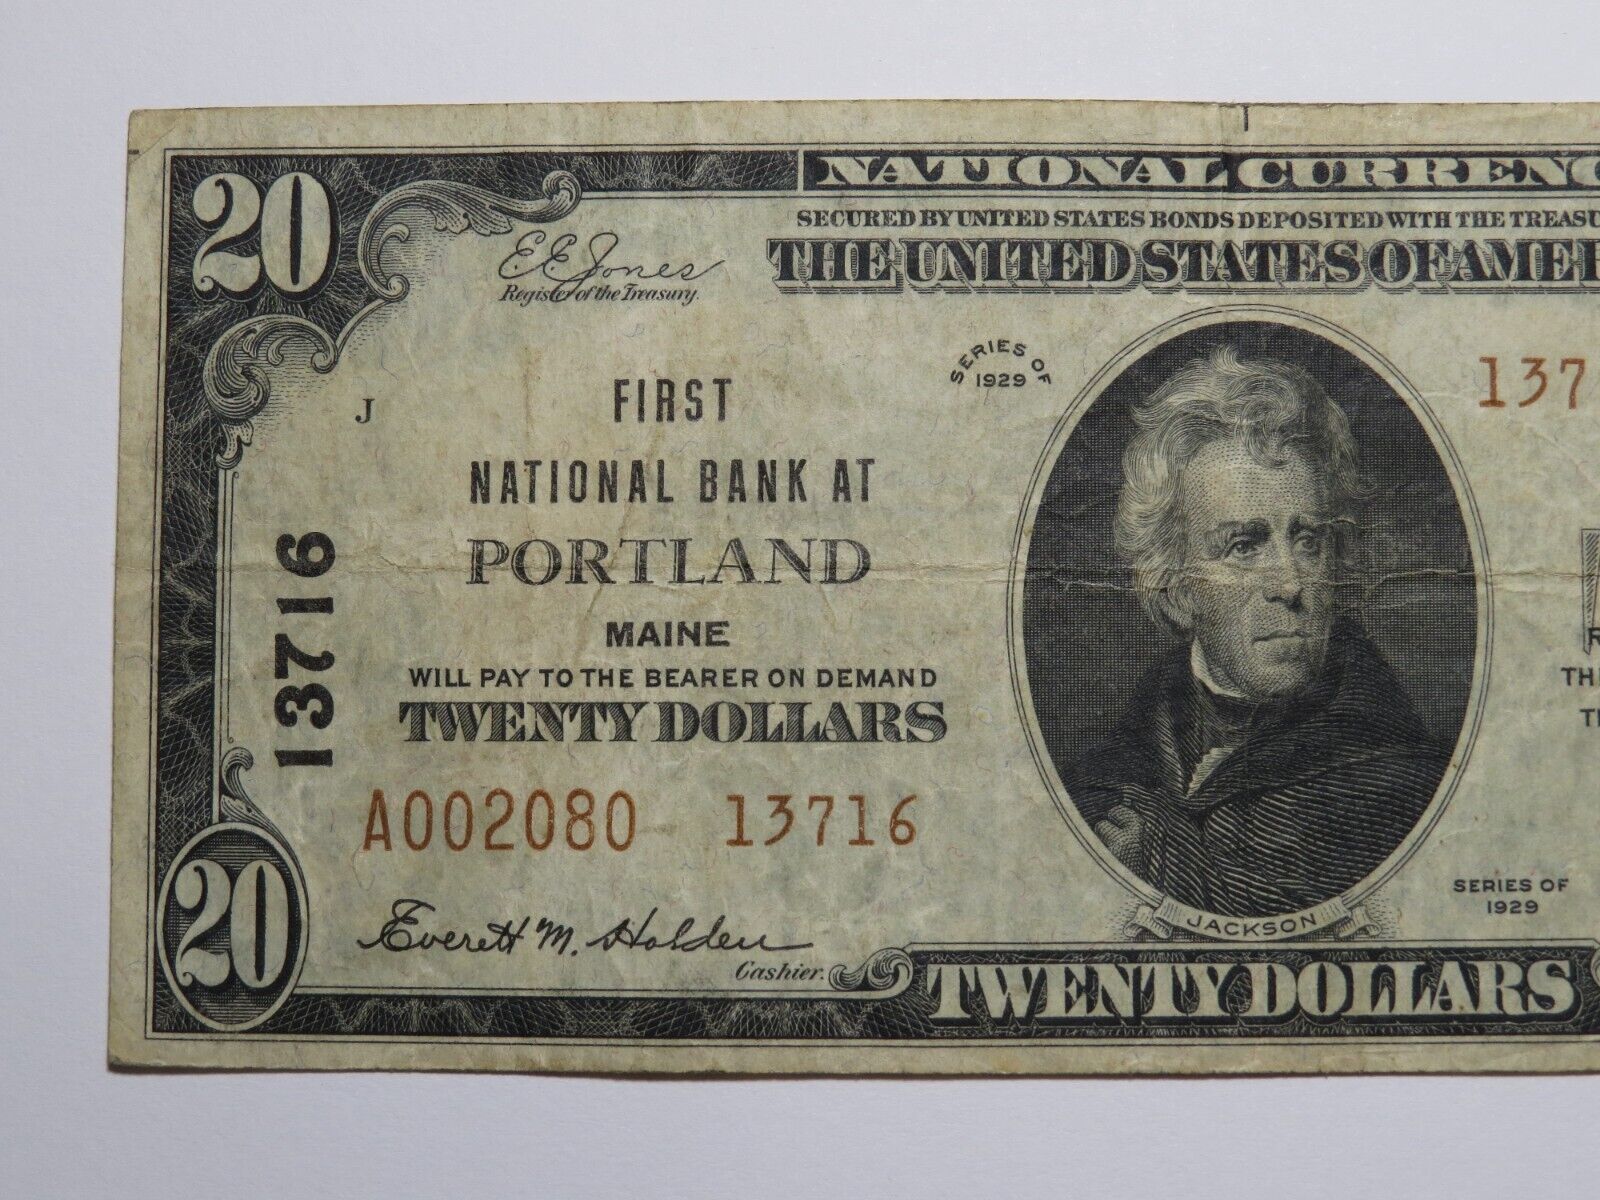 NATIONAL CURRENC
SECURED BY UNITED STATES BONDS DEPOSITED WITH THE TREASU
THE UNITED STATES OF AMER
20
E.E. Jones
Register of the Treasury.
SERIES OF
1929
137
J
FIRST
NATIONAL BANK AT
PORTLAND
MAINE
WILL PAY TO THE BEARER ON DEMAND
TWENTY DOLLARS
13716
A002080 13716
R
TH
T
SERIES OF
1929
Everett M. Holden
Cashier.
20
JACKSON
TWENTY DOLLARS